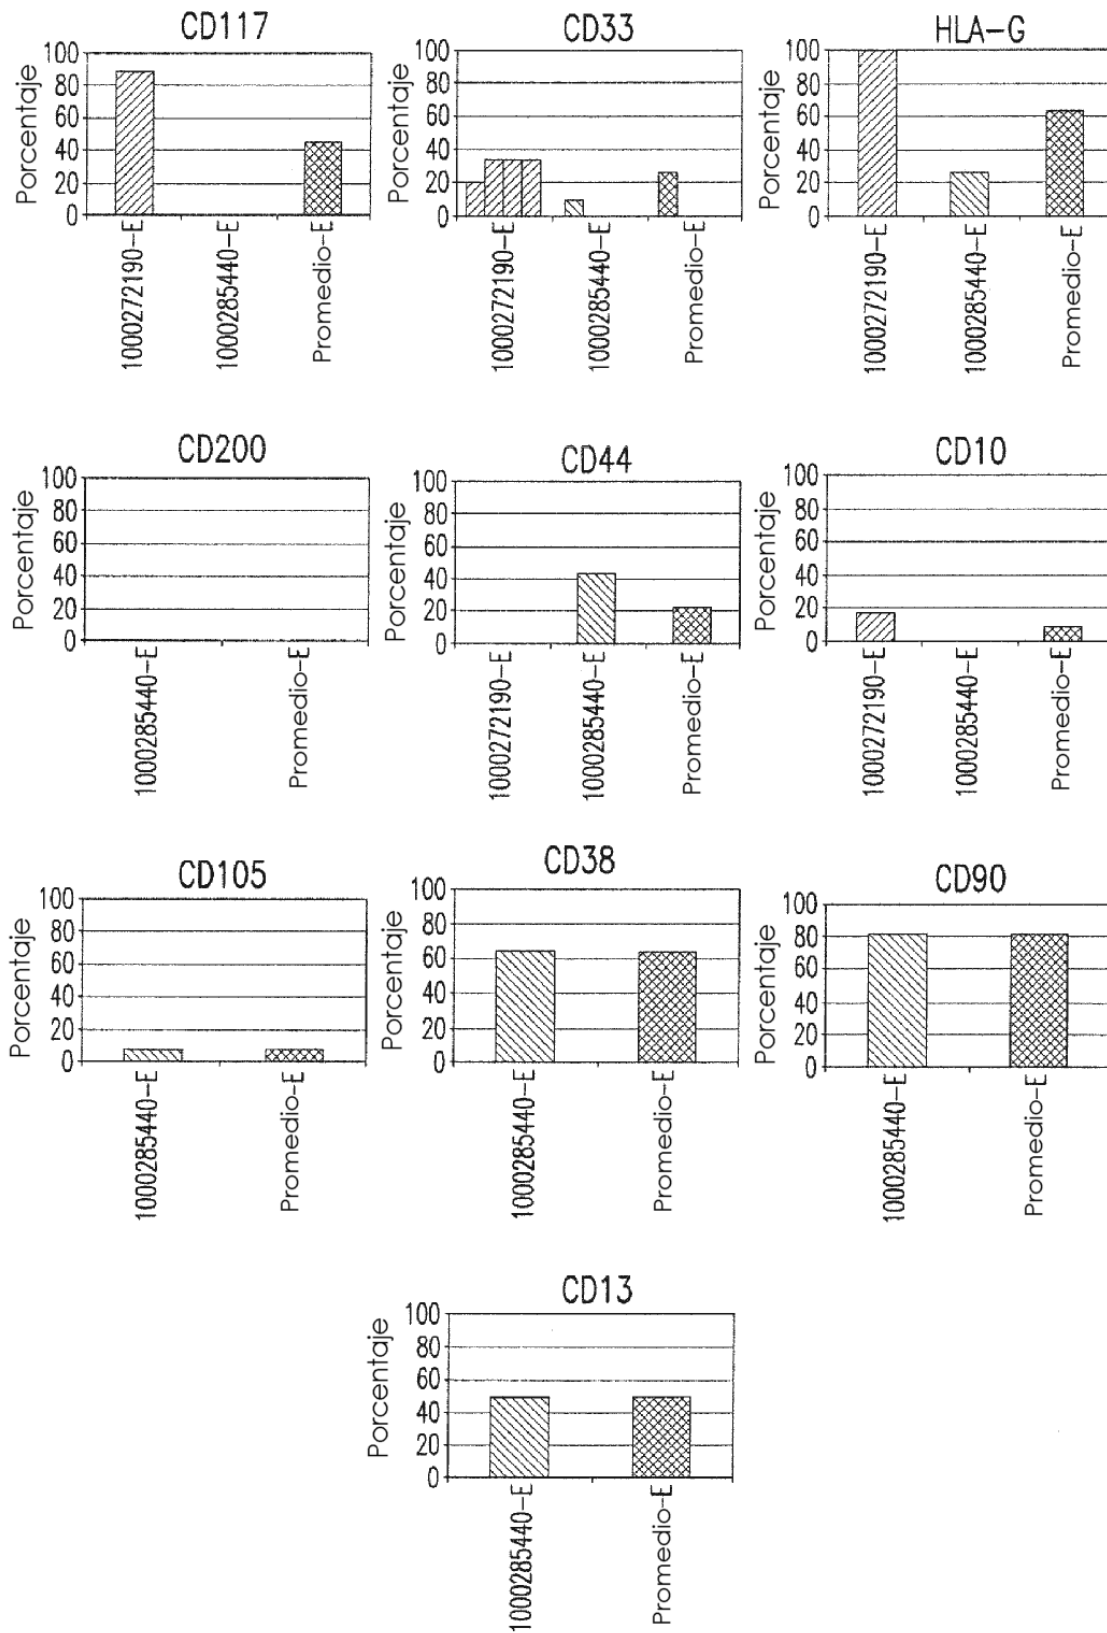 CD117
Porcentaje
100
80
60
40
20
0
1000272190-E
1000285440-E
Promedio-E
CD33
Porcentaje
100
80
60
40
20
0
1000272190-E
1000285440-E
Promedio-E
HLA-G
Porcentaje
100
80
60
40
20
0
1000272190-E
1000285440-E
Promedio-E
CD200
Porcentaje
100
80
60
40
20
0
1000285440-E
Promedio-E
CD44
Porcentaje
100
80
60
40
20
0
1000272190-E
1000285440-E
Promedio-E
CD10
Porcentaje
100
80
60
40
20
0
1000272190-E
1000285440-E
Promedio-E
CD105
Porcentaje
100
80
60
40
20
0
1000285440-E
Promedio-E
CD38
Porcentaje
100
80
60
40
20
0
1000285440-E
Promedio-E
CD90
Porcentaje
100
80
60
40
20
0
1000285440-E
Promedio-E
CD13
Porcentaje
100
80
60
40
20
0
1000285440-E
Promedio-E